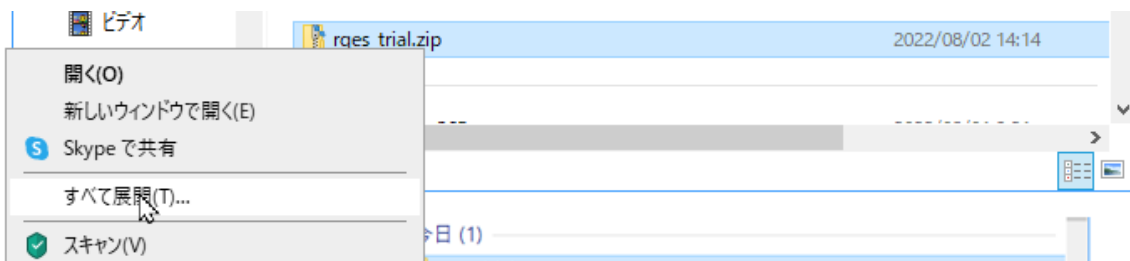 ビデオ
rges_trial.zip 2022/08/02 14:14
開く(O)
新しいウィンドウで開く(E)
Skype で共有
すべて展開(T)...
今日 (1)
スキャン(V)